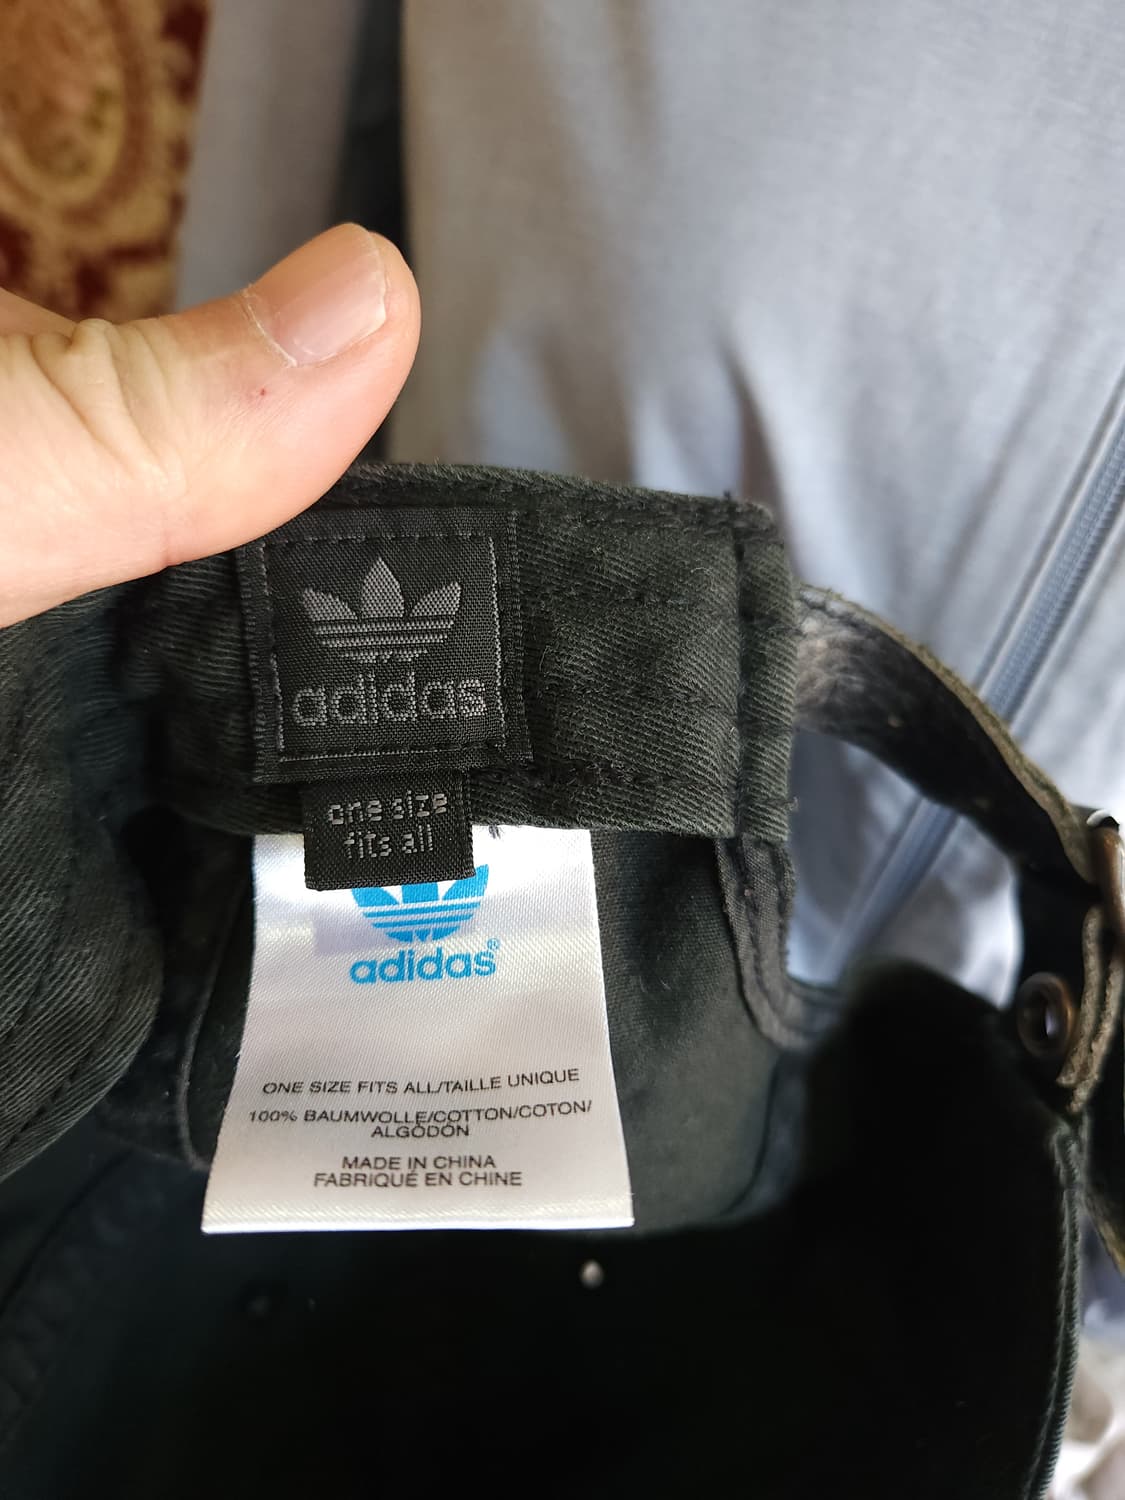 adidas
one size
fits all
adidas®
ONE SIZE FITS ALL/TAILLE UNIQUE
100% BAUMWOLLE/COTTON/COTON/
ALGODÓN
MADE IN CHINA
FABRIQUÉ EN CHINE